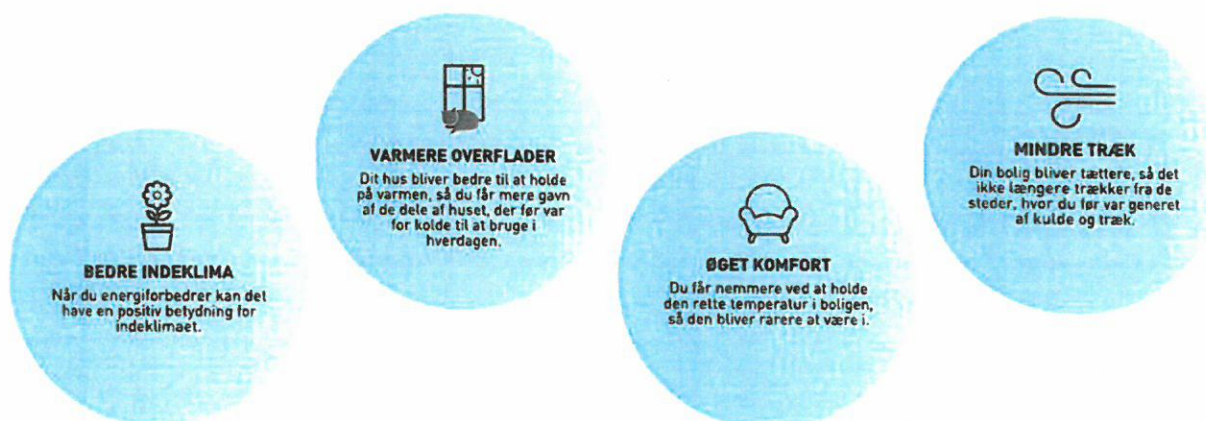 BEDRE INDEKLIMA
Når du energiforbedrer kan det
have en positiv betydning for
indeklimaet.
VARMERE OVERFLADER
Dit hus bliver bedre til at holde
på varmen, så du får mere gavn
af de dele af huset, der før var
for kolde til at bruge i
hverdagen.
ØGET KOMFORT
Du får nemmere ved at holde
den rette temperatur i boligen,
så den bliver rarere at være i.
MINDRE TRÆK
Din bolig bliver tættere, så det
ikke længere trækker fra de
steder, hvor du før var generet
af kulde og træk.